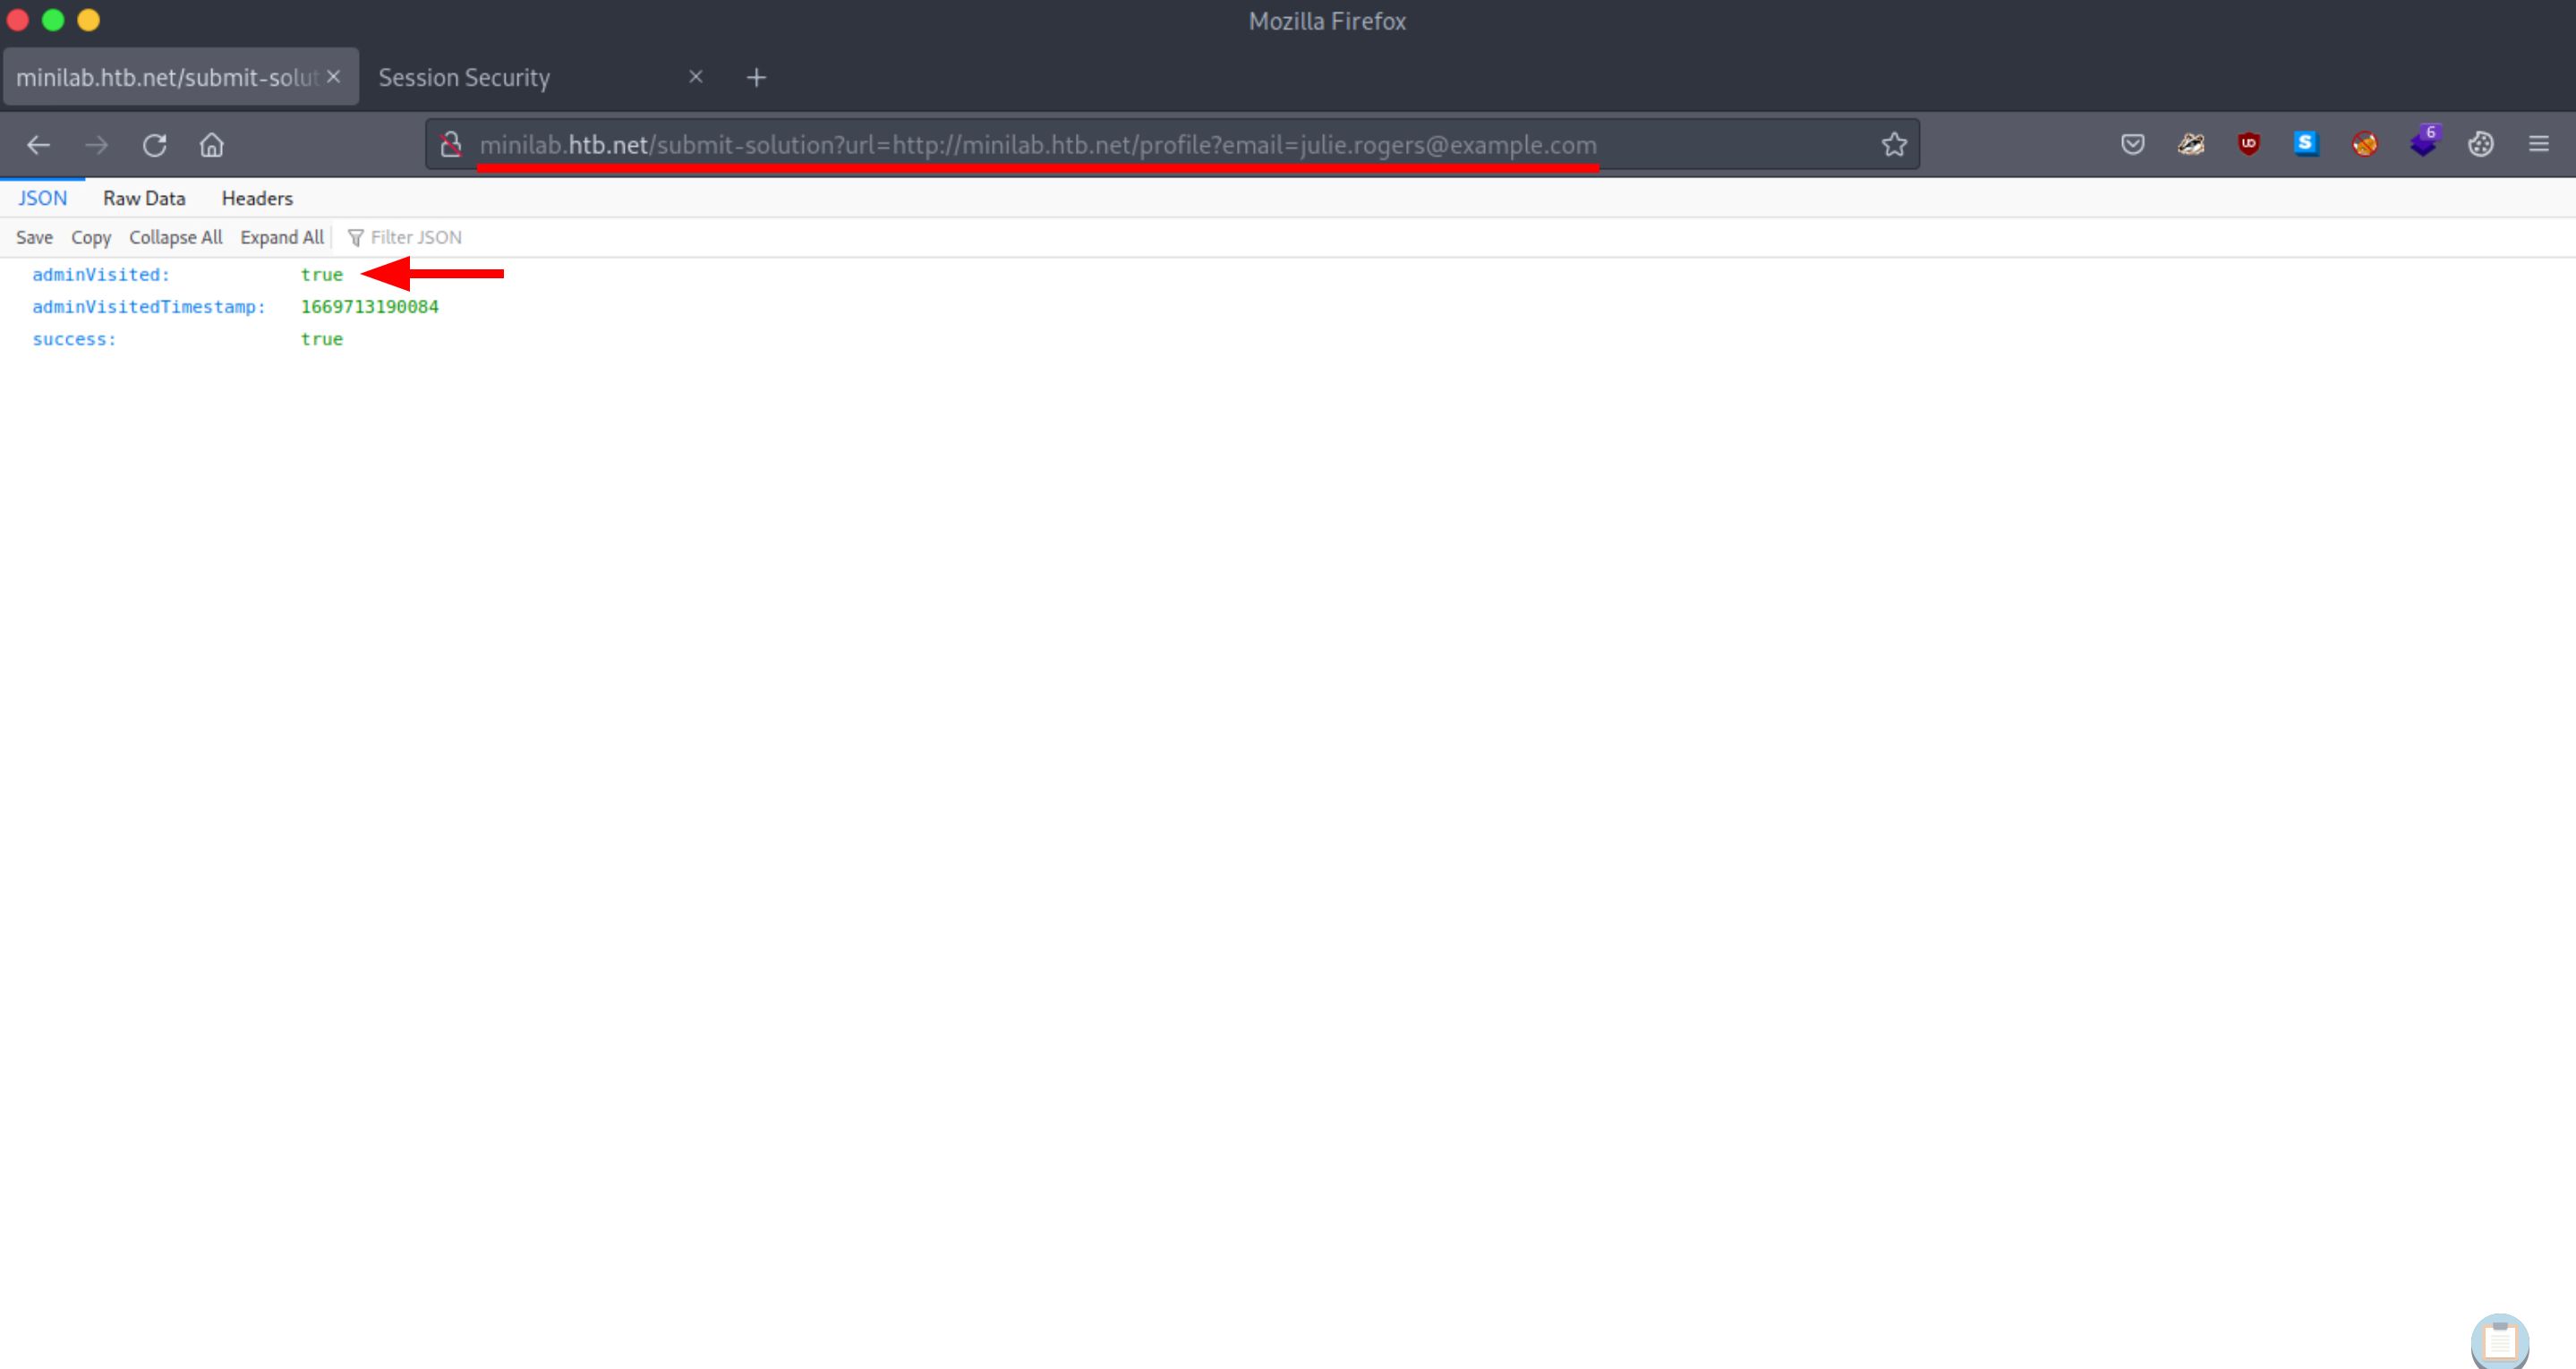 Mozilla Firefox
minilab.htb.net/submit-solut
Session Security
minilab.htb.net/submit-solution?url=http://minilab.htb.net/profile?email=julie.rogers@example.com
6
JSON Raw Data Headers
Save Copy Collapse All Expand All Filter JSON
adminVisited: true
adminVisitedTimestamp: 1669713190084
success: true